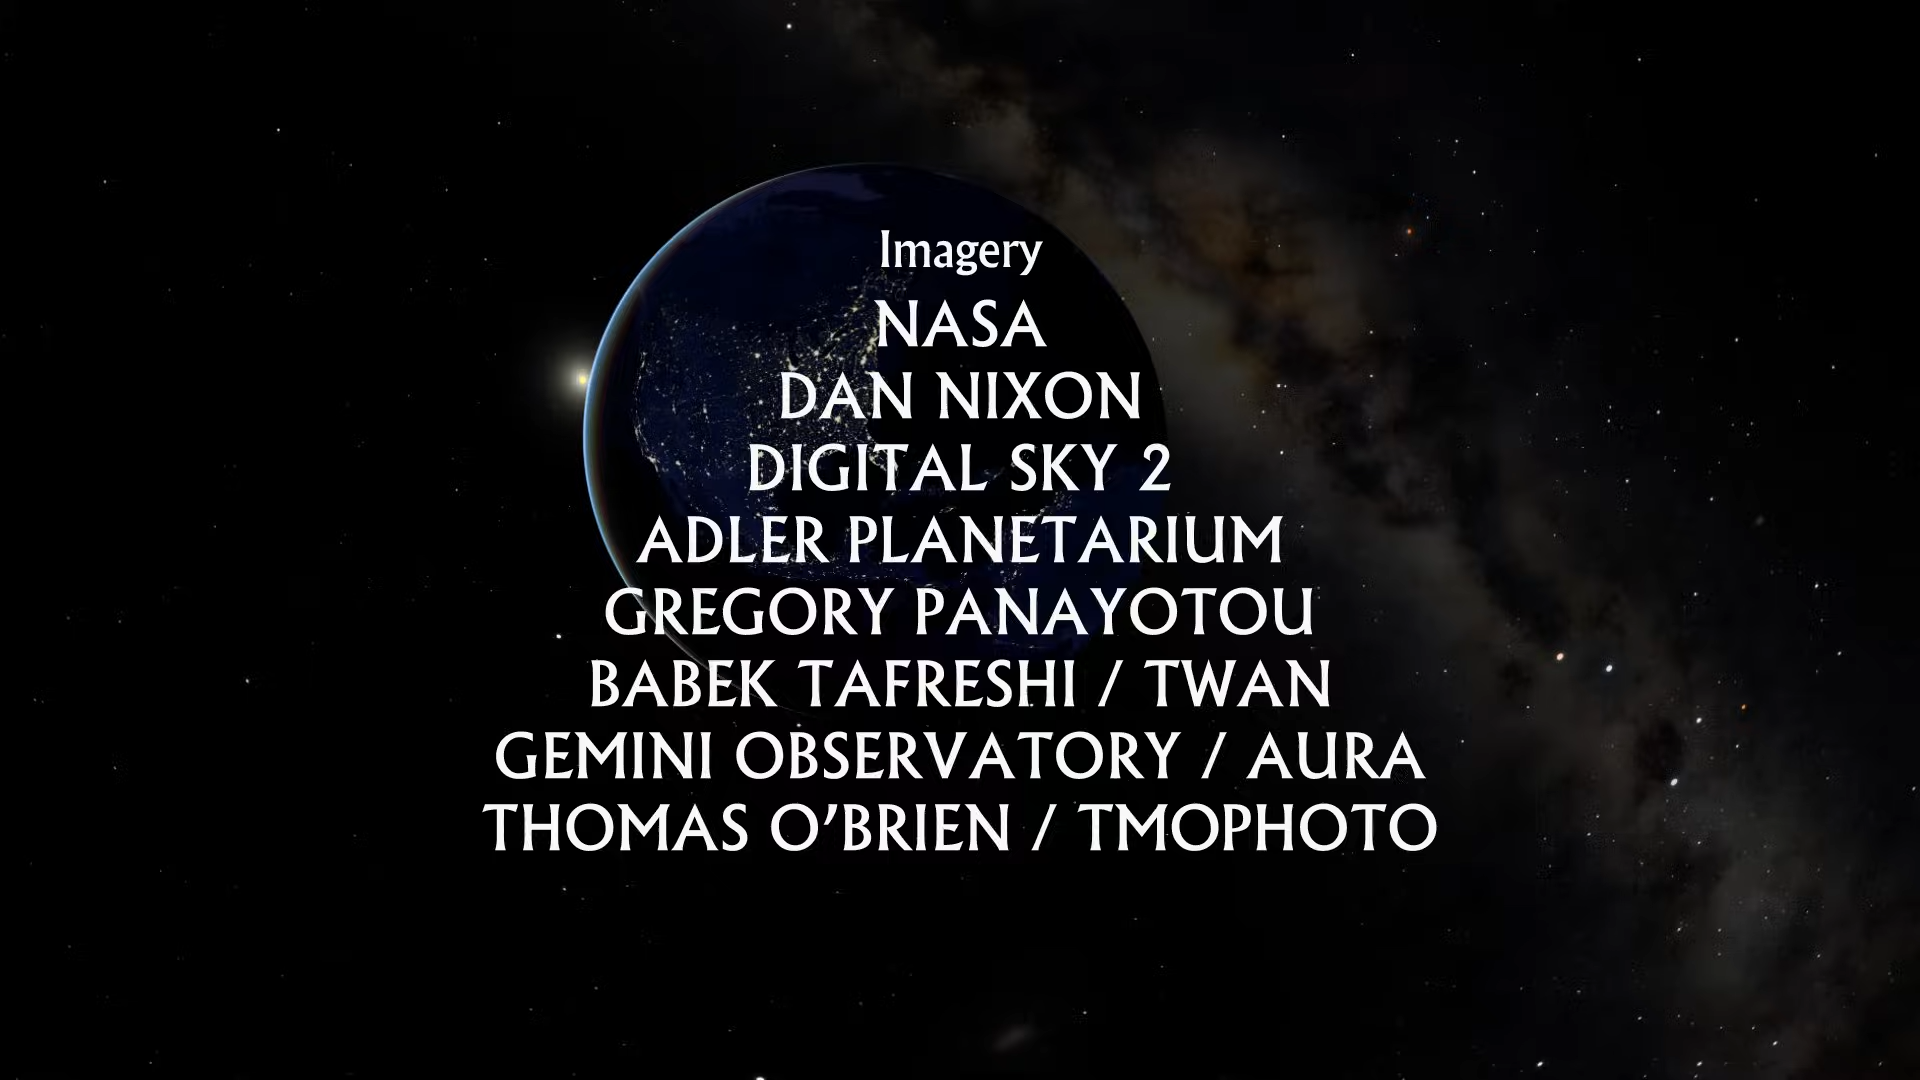 Imagery
NASA
DAN NIXON
DIGITAL SKY 2
ADLER PLANETARIUM
GREGORY PANAYOTOU
BABEK TAFRESHI / TWAN
GEMINI OBSERVATORY / AURA
THOMAS O’BRIEN / TMOPHOTO